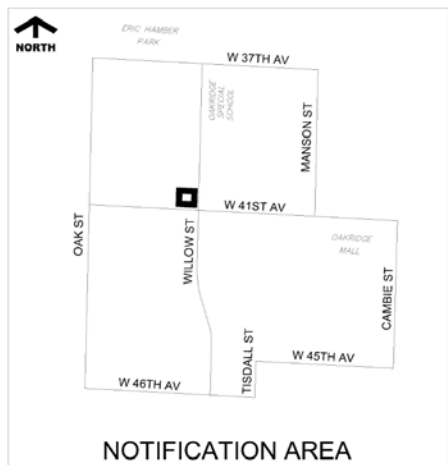 ERIC HAMBER
PARK
NORTH
W 37TH AV
OAKRIDGE
SPECIAL
SCHOOL
MANSON ST
W 41ST AV
OAK ST
WILLOW ST
OAKRIDGE
MALL
CAMBIE ST
TISDALL ST
W 45TH AV
W 46TH AV
NOTIFICATION AREA